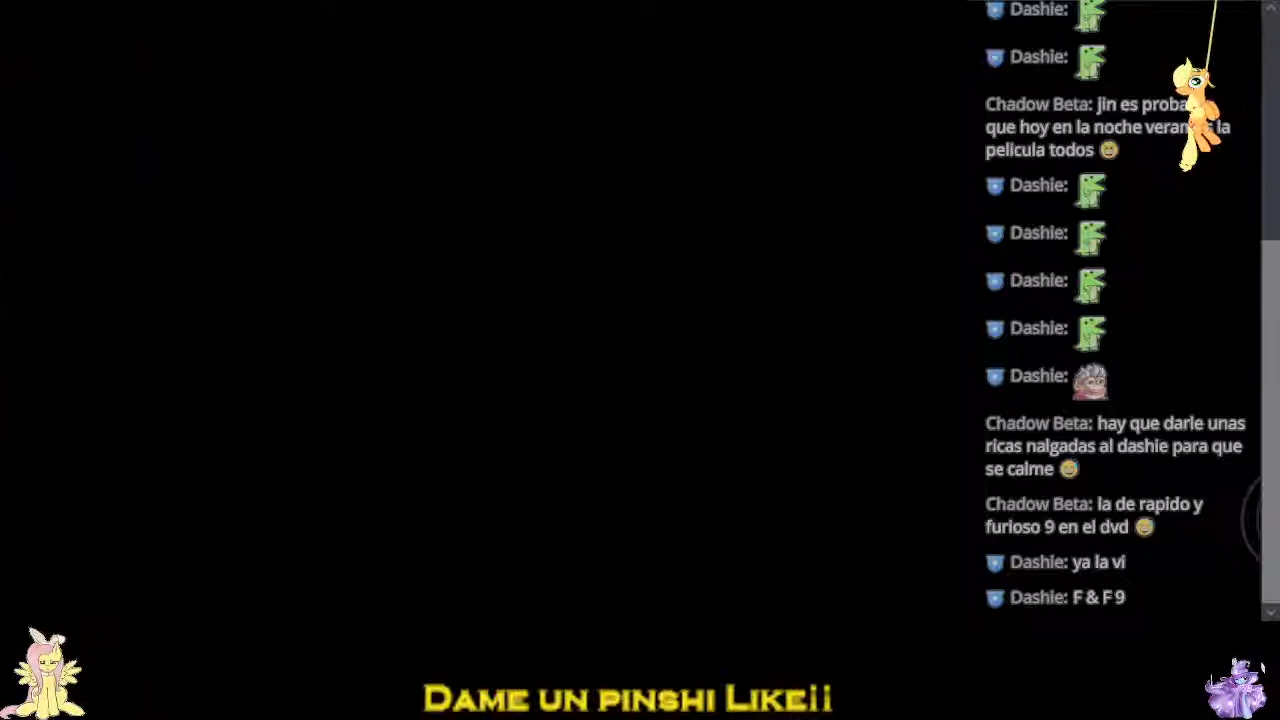 Dashie:
Dashie:
Chadow Beta: jin es proba
que hoy en la noche veran la
pelicula todos
Dashie:
Dashie:
Dashie:
Dashie:
Dashie:
Chadow Beta: hay que darle unas
ricas nalgadas al dashie para que
se calme
Chadow Beta: la de rapido y
furioso 9 en el dvd
Dashie: ya la vi
Dashie: F & F 9
DAME UN PINSHI LIKE¡¡